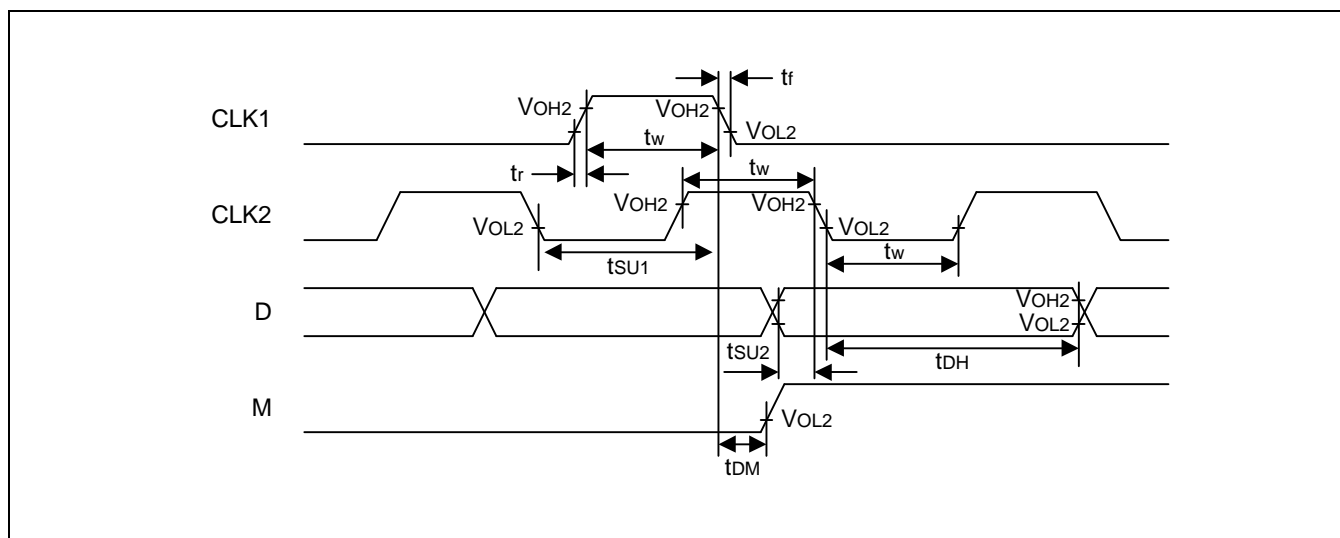 tf
CLK1
VOH2
VOH2
VOL2
tw
tr
tw
CLK2
VOH2
VOH2
VOL2
VOL2
tw
tSU1
D
VOH2
VOL2
tSU2
tDH
M
VOL2
tDM